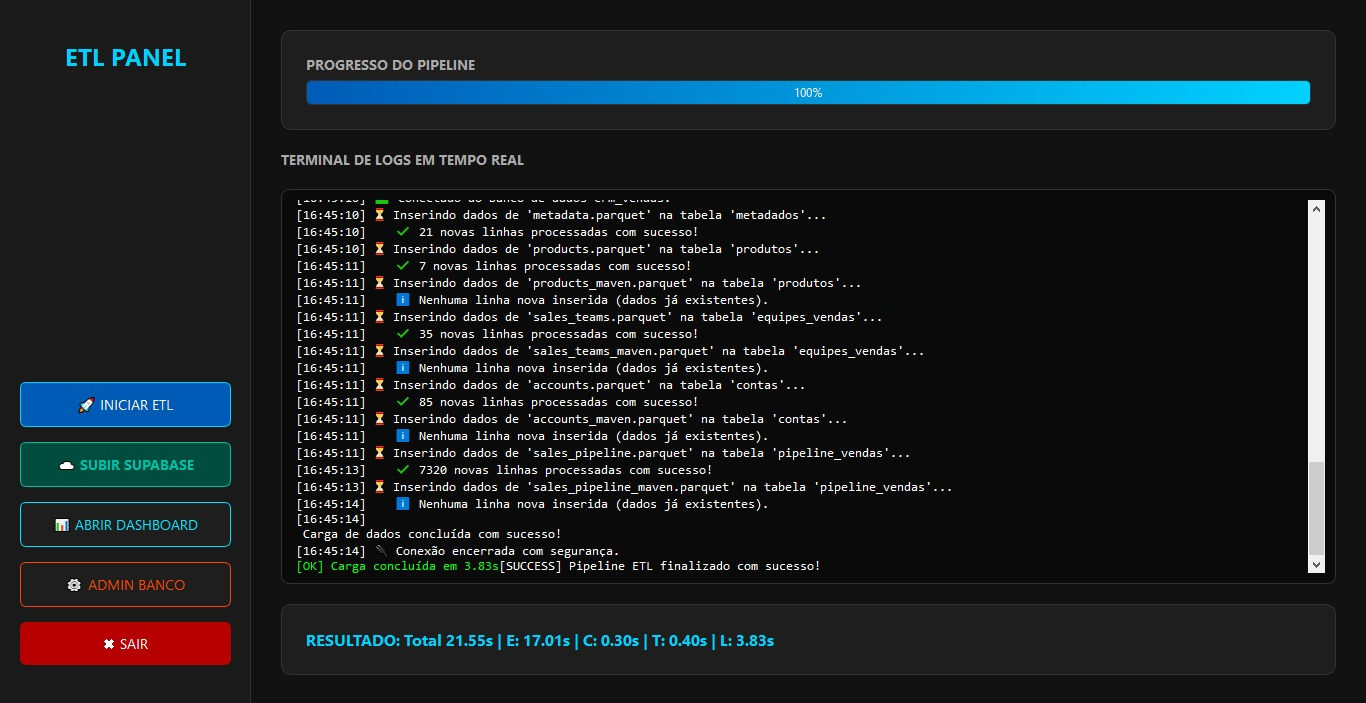 ETL PANEL
INICIAR ETL
SUBIR SUPABASE
ABRIR DASHBOARD
ADMIN BANCO
SAIR
PROGRESSO DO PIPELINE
100%
TERMINAL DE LOGS EM TEMPO REAL
[16:45:10] Inserindo dados de 'metadata.parquet' na tabela 'metadados'...
[16:45:10] 21 novas linhas processadas com sucesso!
[16:45:10] Inserindo dados de 'products.parquet' na tabela 'produtos'...
[16:45:11] 7 novas linhas processadas com sucesso!
[16:45:11] Inserindo dados de 'products_maven.parquet' na tabela 'produtos'...
[16:45:11] Nenhuma linha nova inserida (dados já existentes).
[16:45:11] Inserindo dados de 'sales_teams.parquet' na tabela 'equipes_vendas'...
[16:45:11] 35 novas linhas processadas com sucesso!
[16:45:11] Inserindo dados de 'sales_teams_maven.parquet' na tabela 'equipes_vendas'...
[16:45:11] Nenhuma linha nova inserida (dados já existentes).
[16:45:11] Inserindo dados de 'accounts.parquet' na tabela 'contas'...
[16:45:11] 85 novas linhas processadas com sucesso!
[16:45:11] Inserindo dados de 'accounts_maven.parquet' na tabela 'contas'...
[16:45:11] Nenhuma linha nova inserida (dados já existentes).
[16:45:11] Inserindo dados de 'sales_pipeline.parquet' na tabela 'pipeline_vendas'...
[16:45:13] 7320 novas linhas processadas com sucesso!
[16:45:13] Inserindo dados de 'sales_pipeline_maven.parquet' na tabela 'pipeline_vendas'...
[16:45:14] Nenhuma linha nova inserida (dados já existentes).
[16:45:14]
Carga de dados concluída com sucesso!
[16:45:14] Conexão encerrada com segurança.
[OK] Carga concluída em 3.83s[SUCCESS] Pipeline ETL finalizado com sucesso!
RESULTADO: Total 21.55s | E: 17.01s | C: 0.30s | T: 0.40s | L: 3.83s